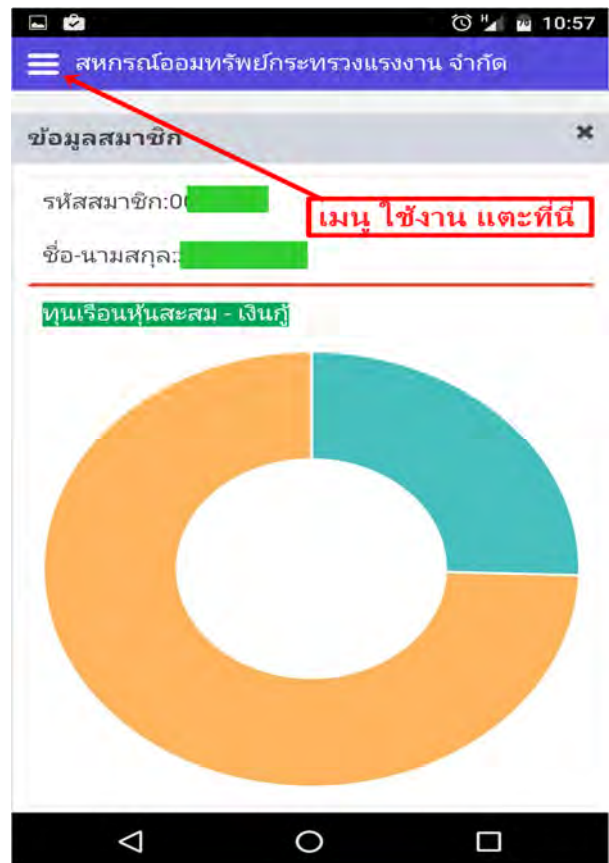 10:57
สหกรณ์ออมทรัพย์กระทรวงแรงงาน จำกัด
ข้อมูลสมาชิก
รหัสสมาชิก:0
เมนู ใช้งาน แตะที่นี่
ชื่อ-นามสกุล:
ทุนเรือนหุ้นสะสม - เงินกู้